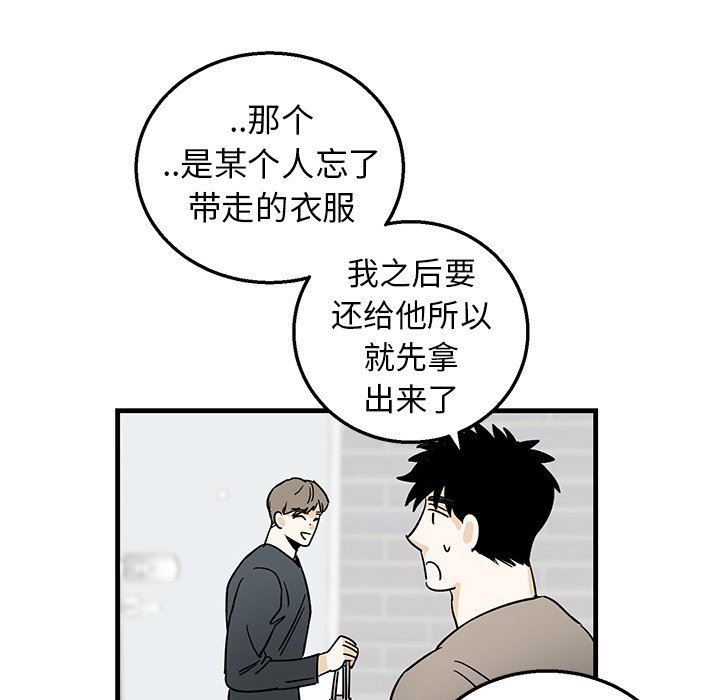 ..那个
..是某个人忘了
带走的衣服
我之后要
还给他所以
就先拿
出来了